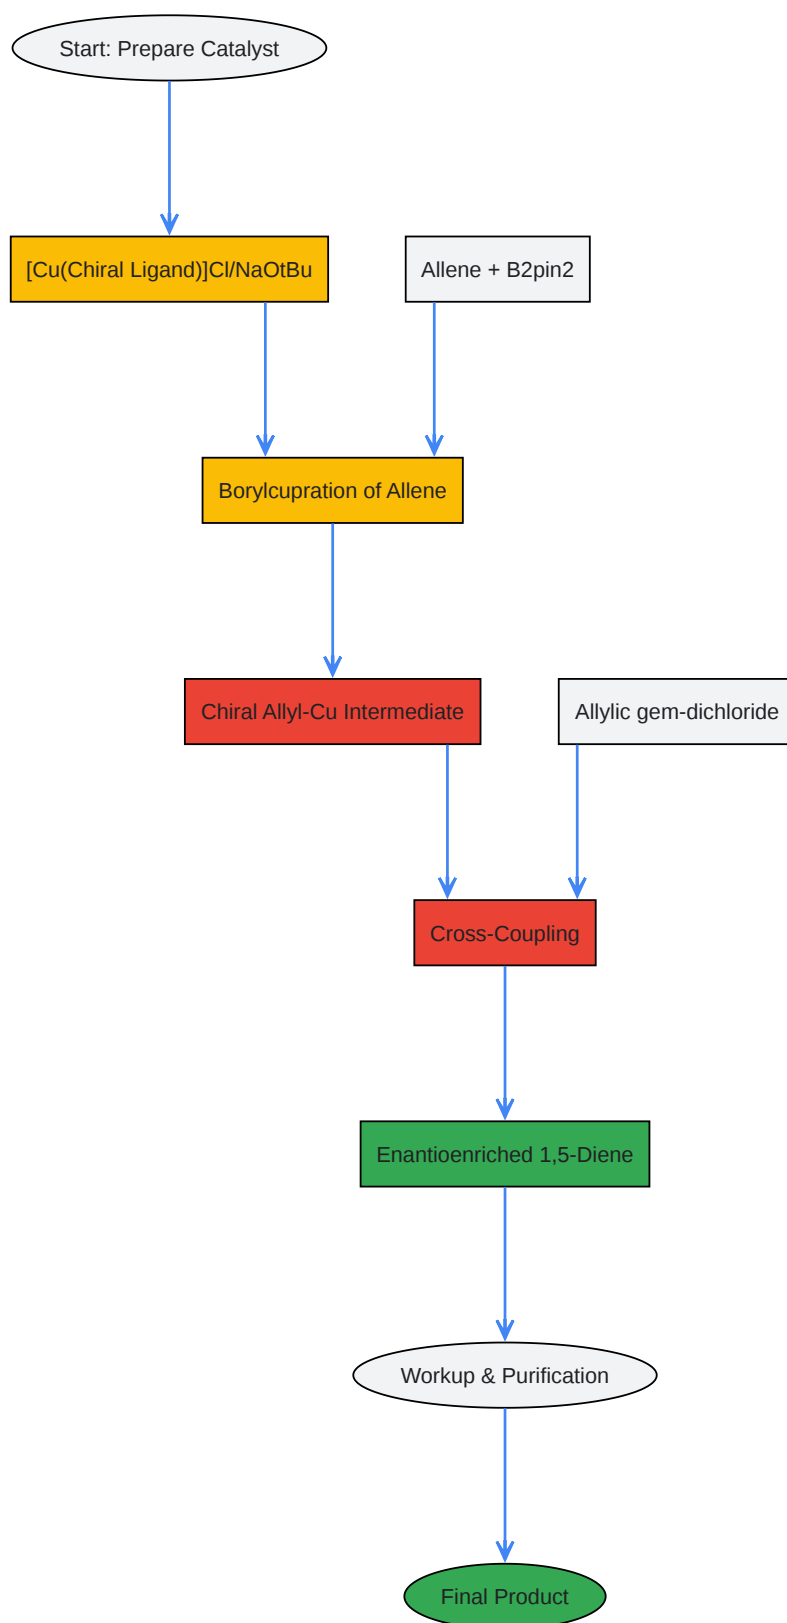 Start: Prepare Catalyst
[Cu(Chiral Ligand)]Cl/NaOtBu
Allene + B2pin2
Borylcupration of Allene
Chiral Allyl-Cu Intermediate
Allylic gem-dichloride
Cross-Coupling
Enantioenriched 1,5-Diene
Workup & Purification
Final Product